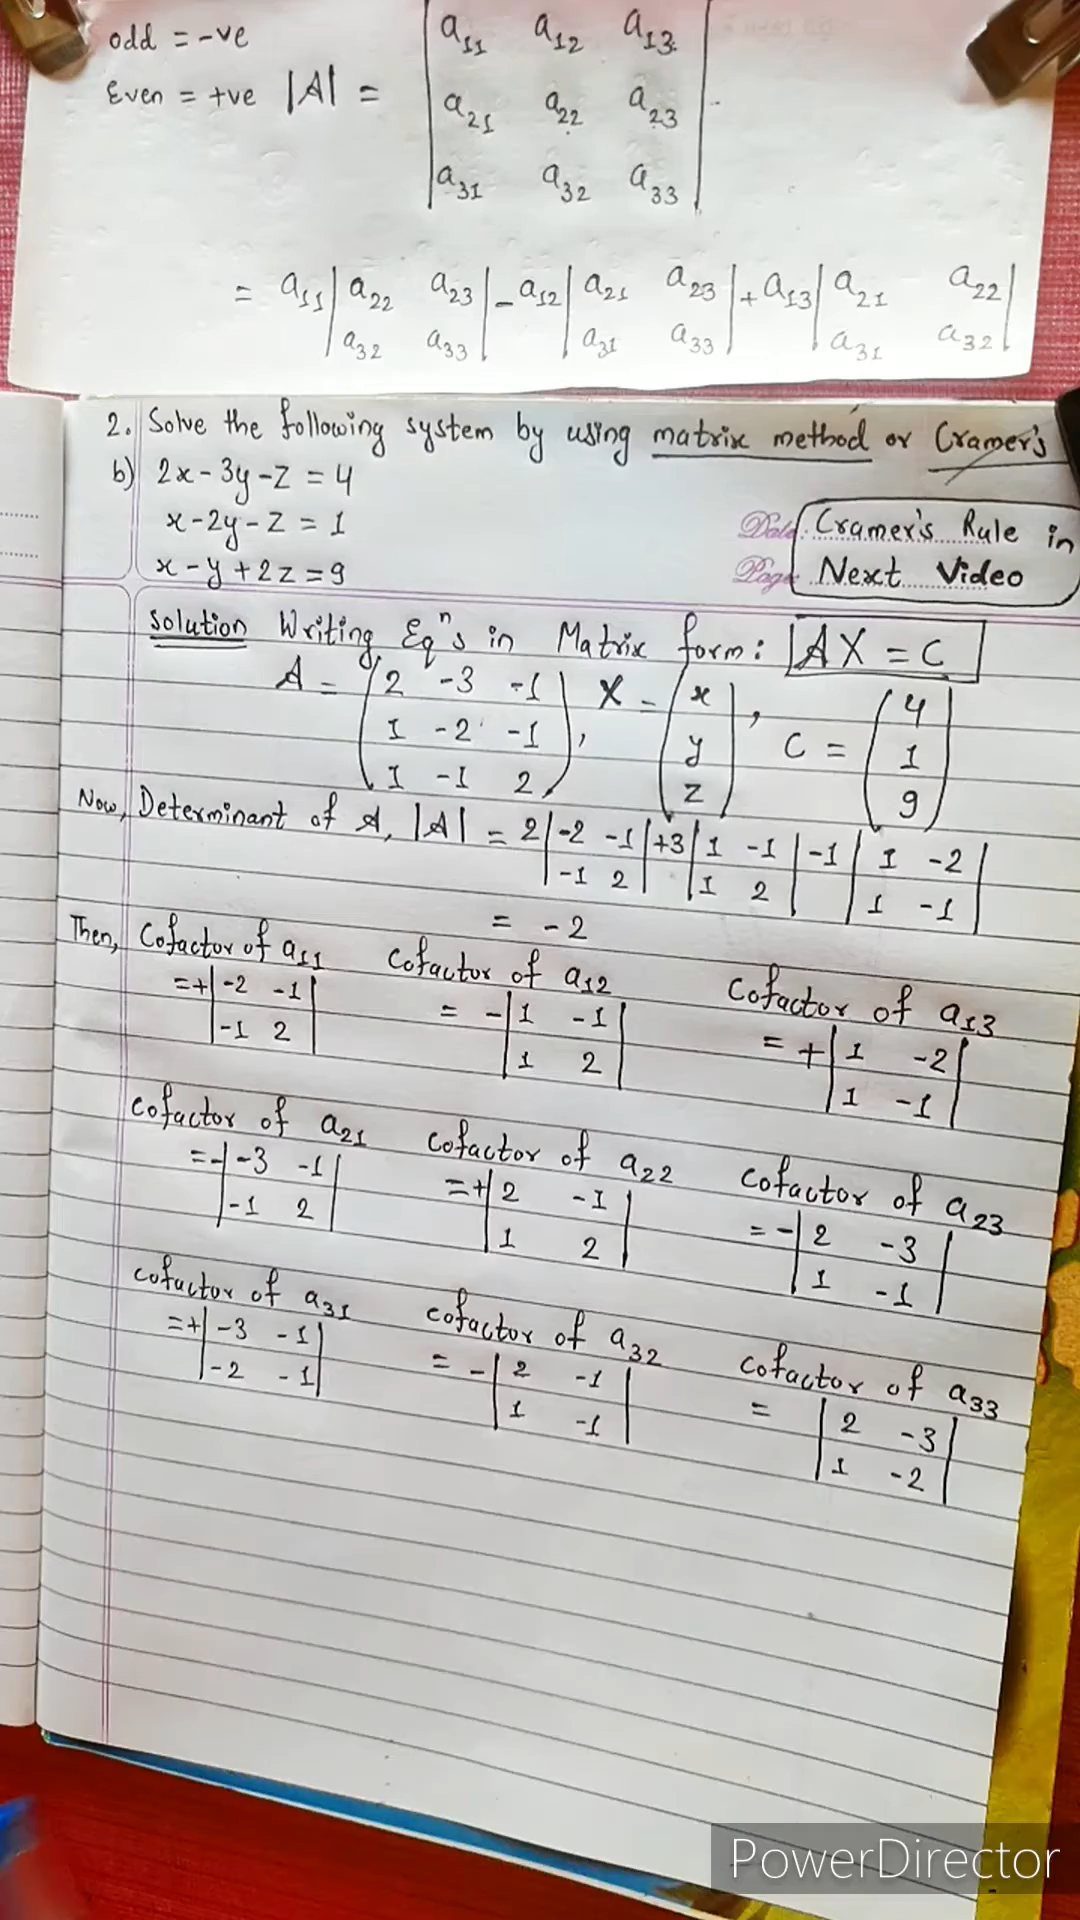 odd = -ve
Even = +ve |A| = | a11 a12 a13 |
| a21 a22 a23 |
| a31 a32 a33 |
= a11 | a22 a23 | - a12 | a21 a23 | + a13 | a21 a22 |
| a32 a33 | | a31 a33 | | a31 a32 |
2. Solve the following system by using matrix method or Cramer's
b) 2x - 3y - z = 4
x - 2y - z = 1
x - y + 2z = 9
Date Cramer's Rule in
Page Next Video
Solution Writing Eqⁿs in Matrix form: AX = C
A = ( 2 -3 -1 ) X = ( x ) , C = ( 4 )
( 1 -2 -1 ) , ( y ) ( 1 )
( 1 -1 2 ) ( z ) ( 9 )
Now, Determinant of A, |A| = 2 | -2 -1 | +3 | 1 -1 | -1 | 1 -2 |
| -1 2 | | 1 2 | | 1 -1 |
= -2
Then, Cofactor of a11 Cofactor of a12 Cofactor of a13
= + | -2 -1 | = - | 1 -1 | = + | 1 -2 |
| -1 2 | | 1 2 | | 1 -1 |
Cofactor of a21 Cofactor of a22 Cofactor of a23
= - | -3 -1 | = + | 2 -1 | = - | 2 -3 |
| -1 2 | | 1 2 | | 1 -1 |
Cofactor of a31 Cofactor of a32 Cofactor of a33
= + | -3 -1 | = - | 2 -1 | = | 2 -3 |
| -2 -1 | | 1 -1 | | 1 -2 |
PowerDirector